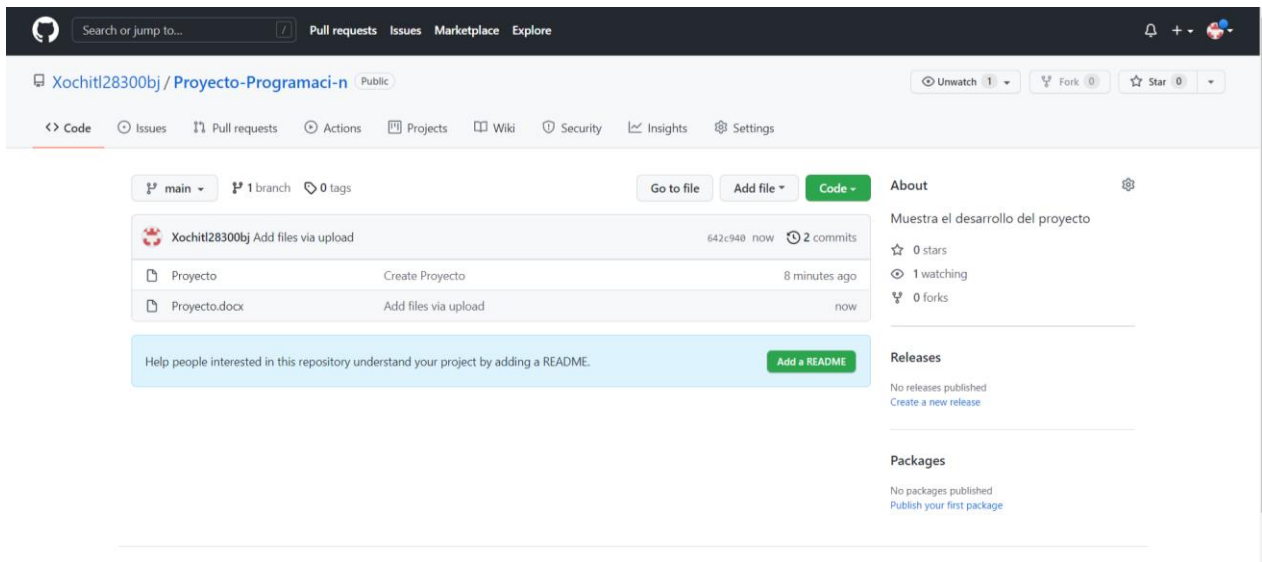 Search or jump to... / Pull requests Issues Marketplace Explore
Xochitl28300bj / Proyecto-Programaci-n Public Unwatch 1 Fork 0 Star 0
<> Code Issues Pull requests Actions Projects Wiki Security Insights Settings
main 1 branch 0 tags Go to file Add file Code
Xochitl28300bj Add files via upload 642c940 now 2 commits
Proyecto Create Proyecto 8 minutes ago
Proyecto.docx Add files via upload now
Help people interested in this repository understand your project by adding a README. Add a README
About
Muestra el desarrollo del proyecto
0 stars
1 watching
0 forks
Releases
No releases published
Create a new release
Packages
No packages published
Publish your first package